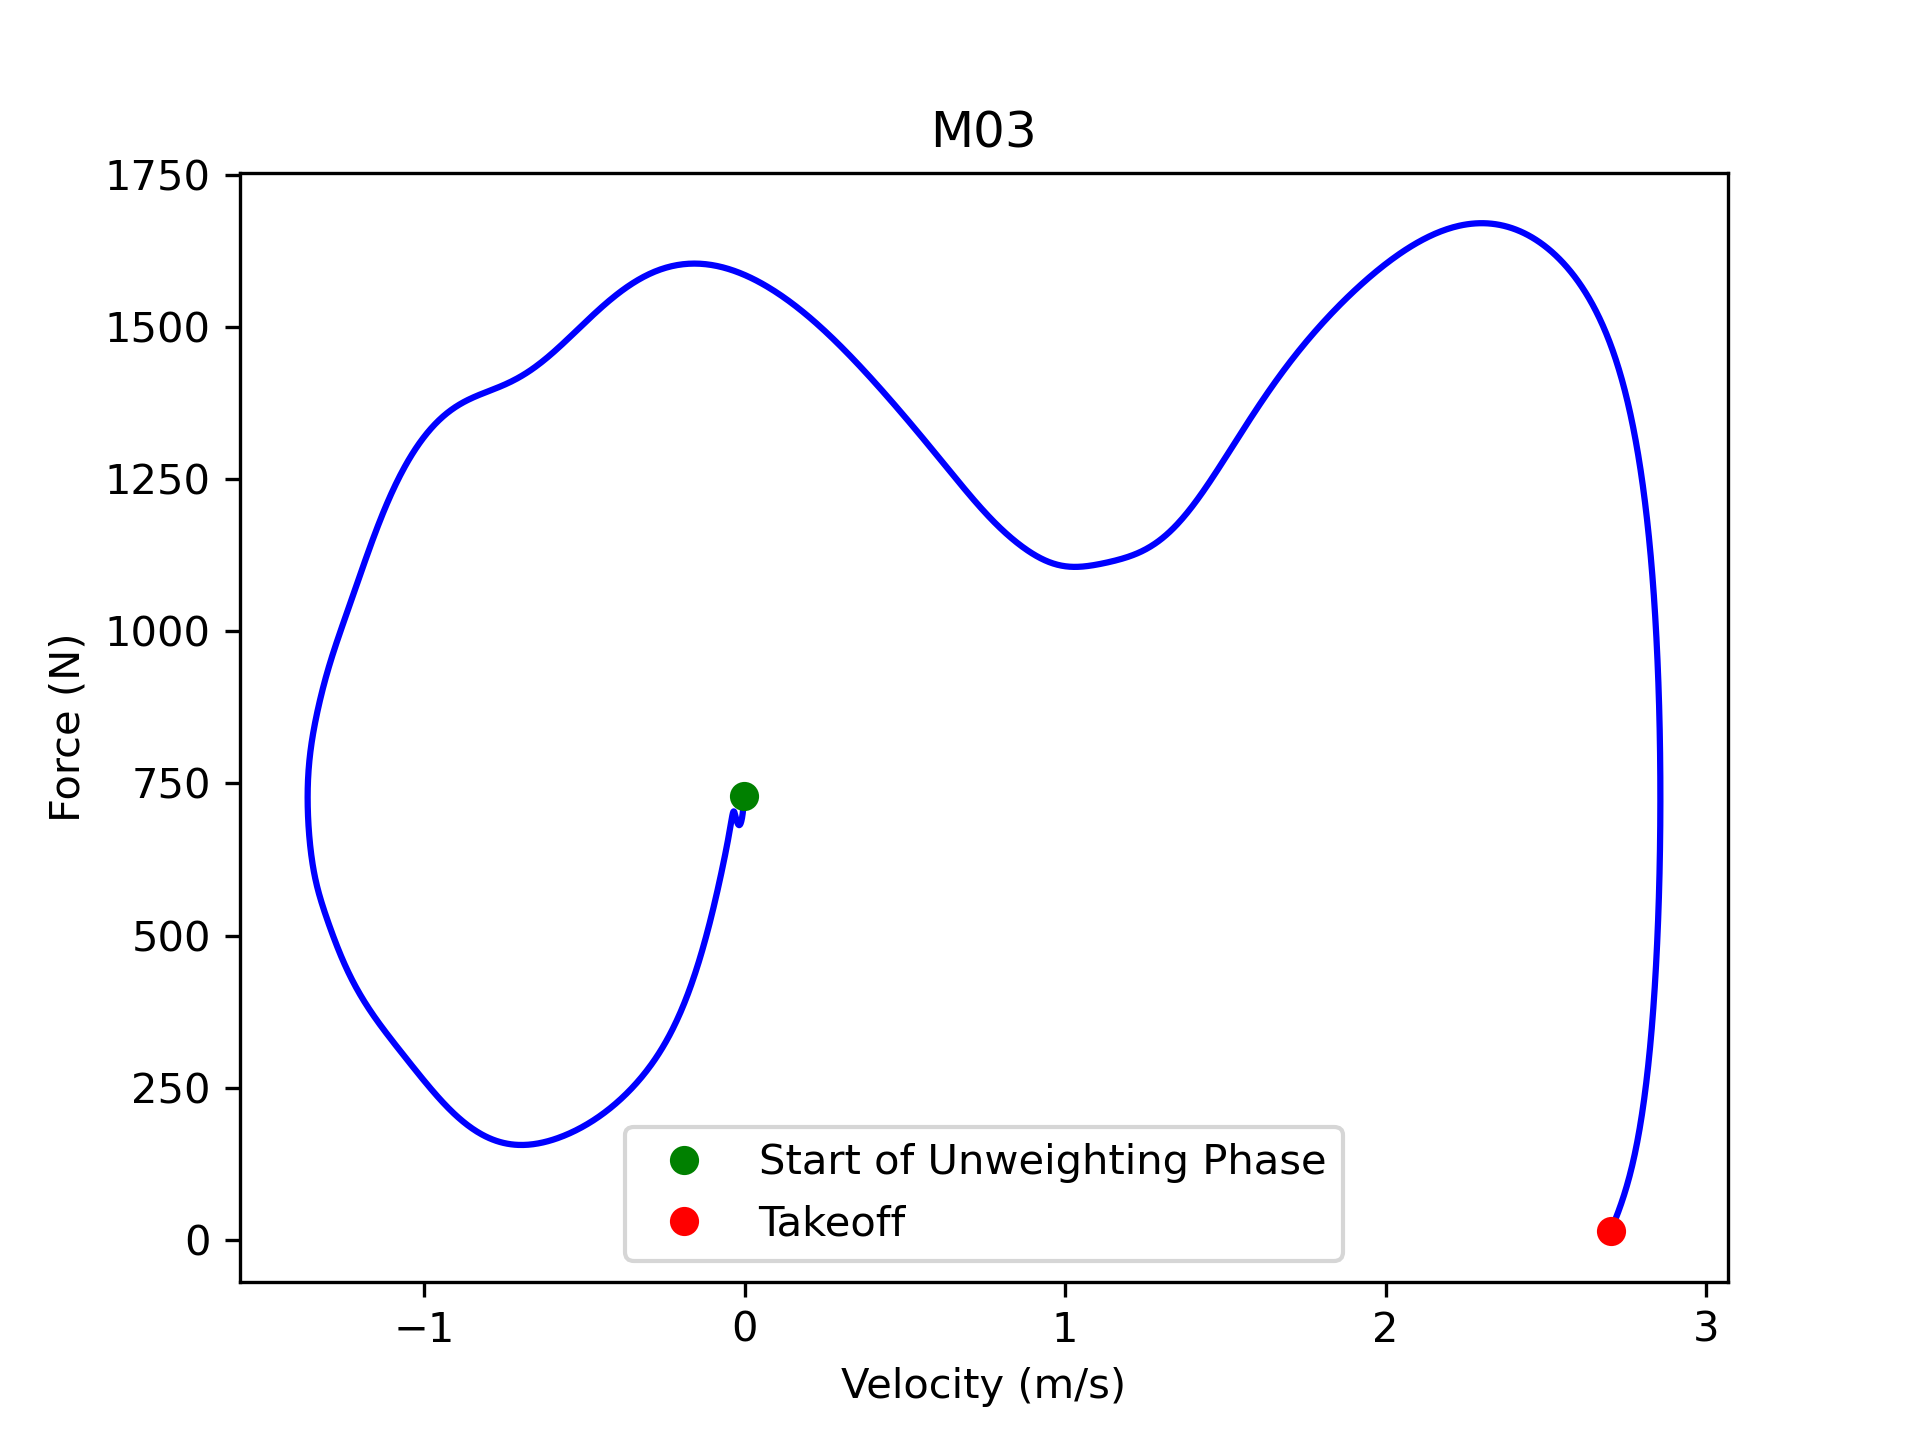 M03
1750
1500
1250
1000
750
500
250
0
Force (N)
−1 0 1 2 3
Velocity (m/s)
Start of Unweighting Phase
Takeoff